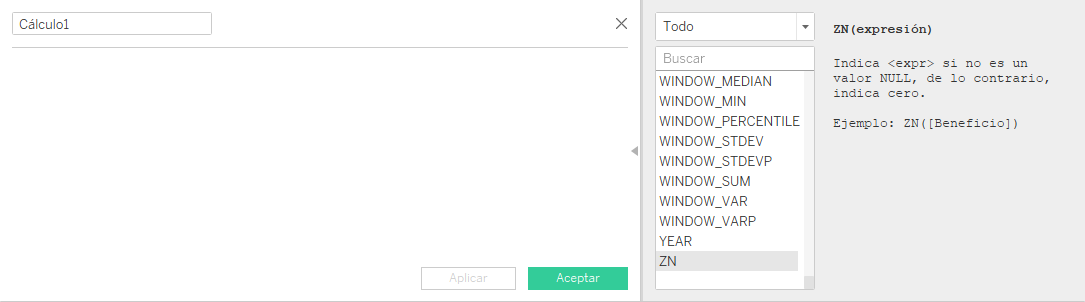 Cálculo1
Aplicar
Aceptar
Todo
Buscar
WINDOW_MEDIAN
WINDOW_MIN
WINDOW_PERCENTILE
WINDOW_STDEV
WINDOW_STDEVP
WINDOW_SUM
WINDOW_VAR
WINDOW_VARP
YEAR
ZN
ZN(expresión)
Indica <expr> si no es un
valor NULL, de lo contrario,
indica cero.
Ejemplo: ZN([Beneficio])